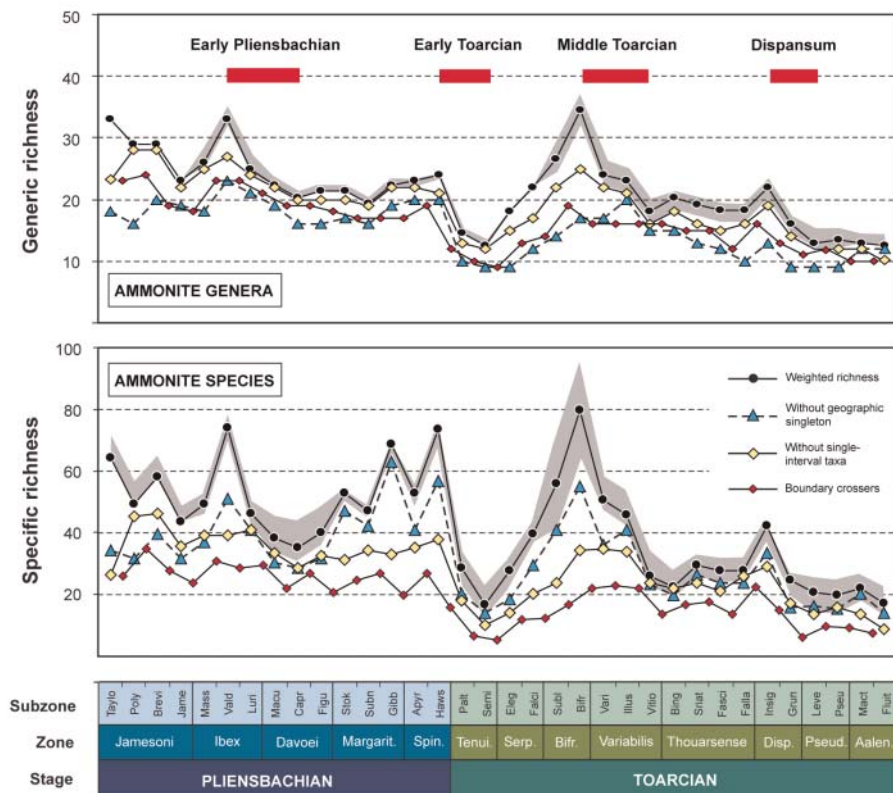 50
40
30
20
10
Generic richness
Early Pliensbachian
Early Toarcian
Middle Toarcian
Dispansum
AMMONITE GENERA
100
80
60
40
20
Specific richness
AMMONITE SPECIES
Weighted richness
Without geographic
singleton
Without single-
interval taxa
Boundary crossers
Subzone
Taylo Poly Brevi Jame Mass Vald Luri Macu Capr Figu Stok Subn Gibb Apyr Haws Palt Semi Eleg Falci Subl Bifr Vari Illus Vitio Bing Sriat Fasci Falla Insig Grun Leve Pseu Mact Fluit
Zone
Jamesoni Ibex Davoei Margarit. Spin. Tenui. Serp. Bifr. Variabilis Thouarsense Disp. Pseud. Aalen.
Stage
PLIENSBACHIAN TOARCIAN